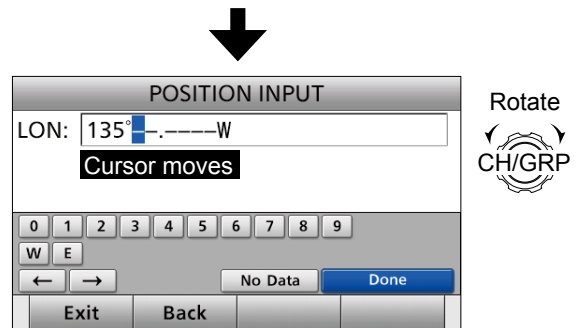 POSITION INPUT
LON: 135°––.––––W
Cursor moves
0 1 2 3 4 5 6 7 8 9
W E
← → No Data Done
Exit Back
Rotate
CH/GRP